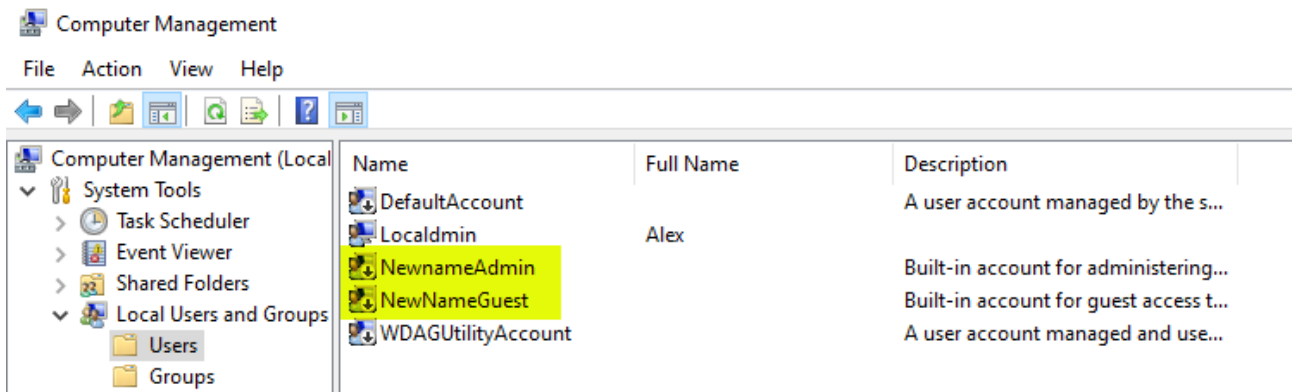 Computer Management
File Action View Help
Computer Management (Local
System Tools
Task Scheduler
Event Viewer
Shared Folders
Local Users and Groups
Users
Groups
Name Full Name Description
DefaultAccount A user account managed by the s...
Localdmin Alex
NewnameAdmin Built-in account for administering...
NewNameGuest Built-in account for guest access t...
WDAGUtilityAccount A user account managed and use...